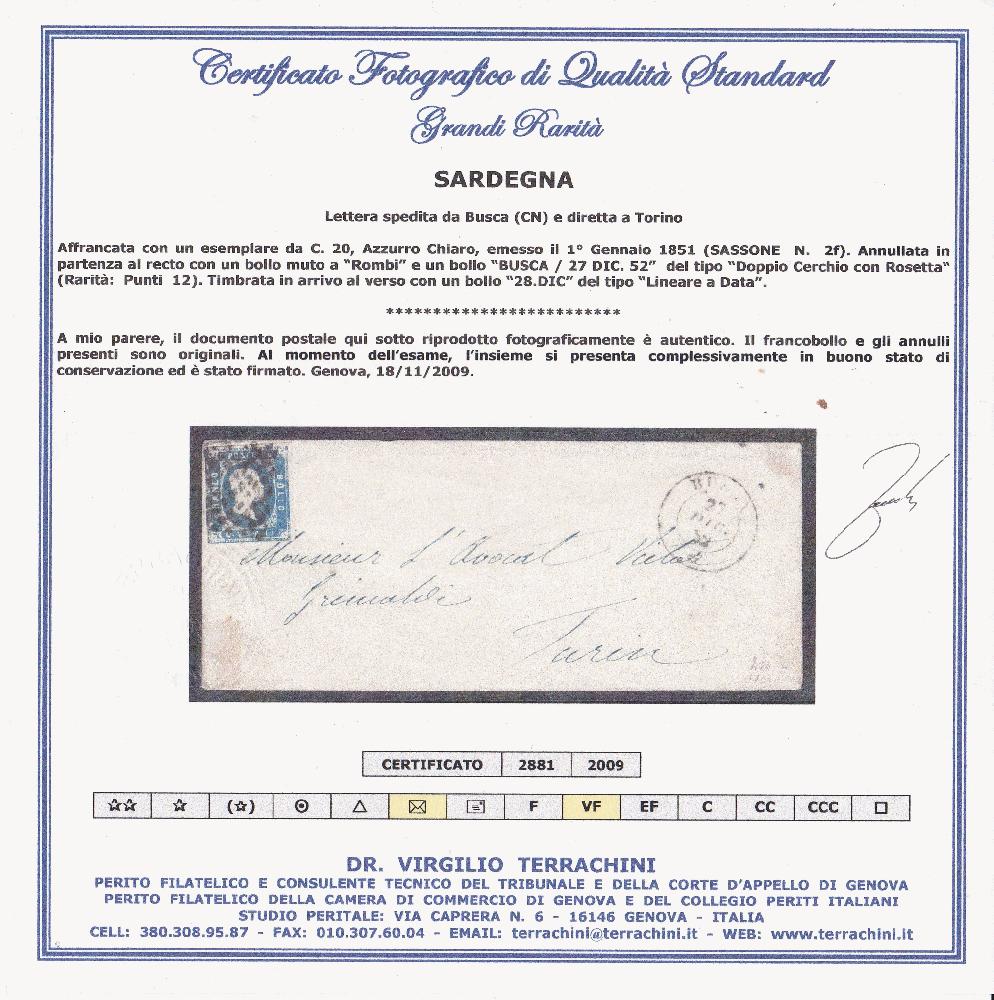 Certificato Fotografico di Qualità Standard
Grandi Rarità
SARDEGNA
Lettera spedita da Busca (CN) e diretta a Torino
Affrancata con un esemplare da C. 20, Azzurro Chiaro, emesso il 1° Gennaio 1851 (SASSONE N. 2f). Annullata in
partenza al recto con un bollo muto a “Rombi” e un bollo “BUSCA / 27 DIC. 52” del tipo “Doppio Cerchio con Rosetta“
(Rarità: Punti 12). Timbrata in arrivo al verso con un bollo “28.DIC” del tipo “Lineare a Data”.
*************************
A mio parere, il documento postale qui sotto riprodotto fotograficamente è autentico. Il francobollo e gli annulli
presenti sono originali. Al momento dell’esame, l’insieme si presenta complessivamente in buono stato di
conservazione ed è stato firmato. Genova, 18/11/2009.
BOLLO
27
Monsieur L'Avocat
Grimaldi
Turin
CERTIFICATO 2881 2009
☆☆ ☆ (☆) ⊙ △ ✉ F VF EF C CC CCC □
DR. VIRGILIO TERRACHINI
PERITO FILATELICO E CONSULENTE TECNICO DEL TRIBUNALE E DELLA CORTE D’APPELLO DI GENOVA
PERITO FILATELICO DELLA CAMERA DI COMMERCIO DI GENOVA E DEL COLLEGIO PERITI ITALIANI
STUDIO PERITALE: VIA CAPRERA N. 6 - 16146 GENOVA - ITALIA
CELL: 380.308.95.87 - FAX: 010.307.60.04 - EMAIL: terrachini@terrachini.it - WEB: www.terrachini.it